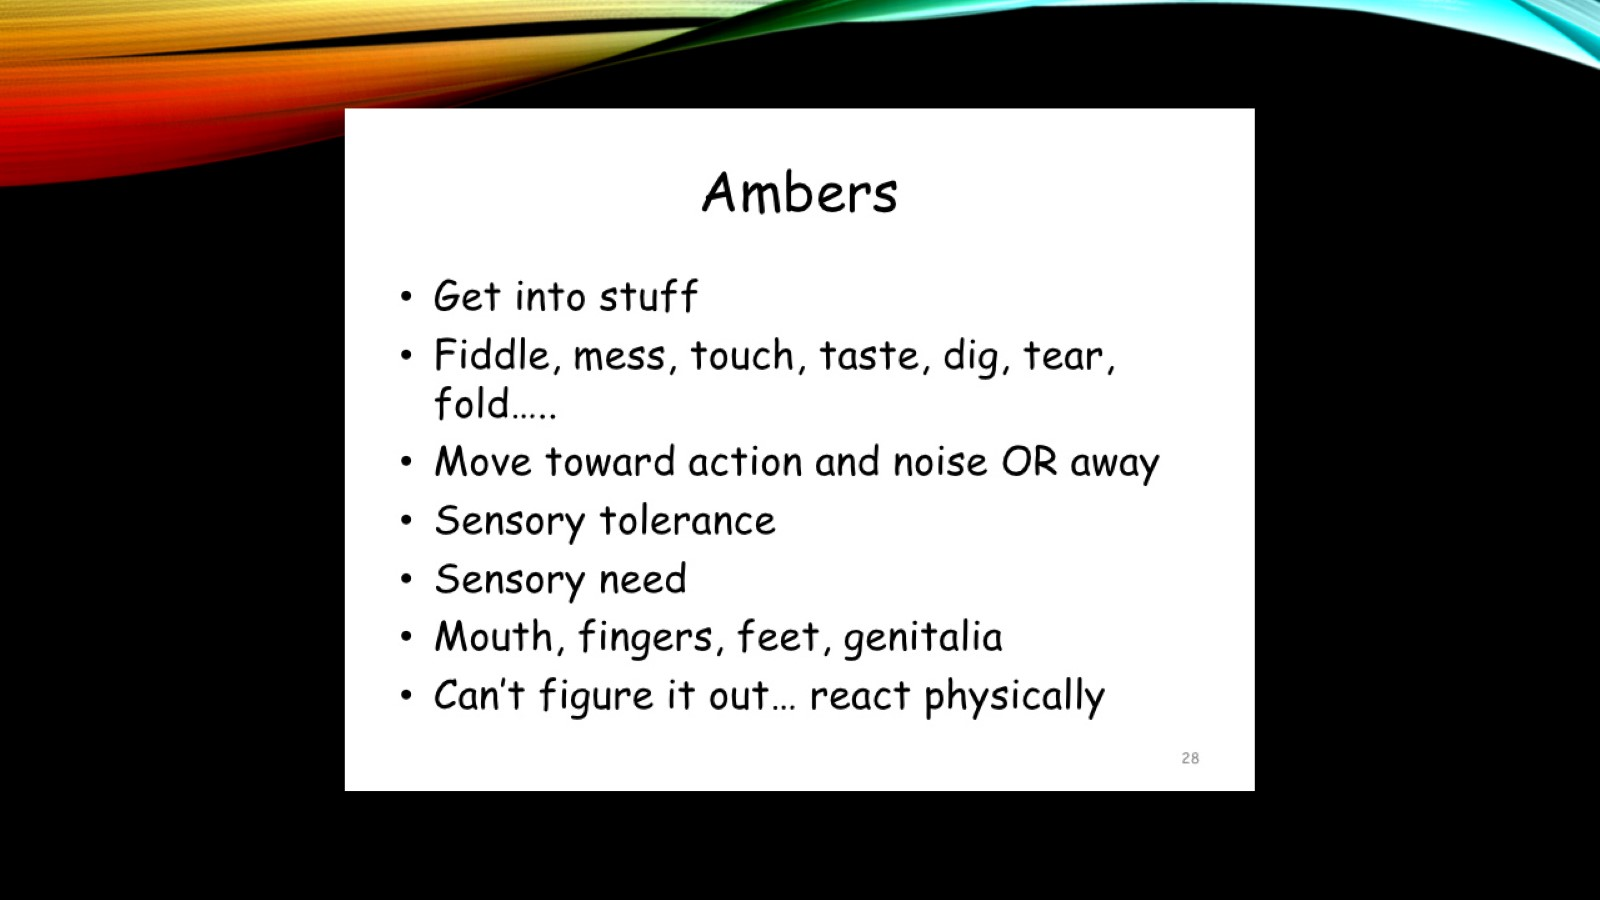 Ambers
• Get into stuff
• Fiddle, mess, touch, taste, dig, tear,
fold.....
• Move toward action and noise OR away
• Sensory tolerance
• Sensory need
• Mouth, fingers, feet, genitalia
• Can't figure it out... react physically
28